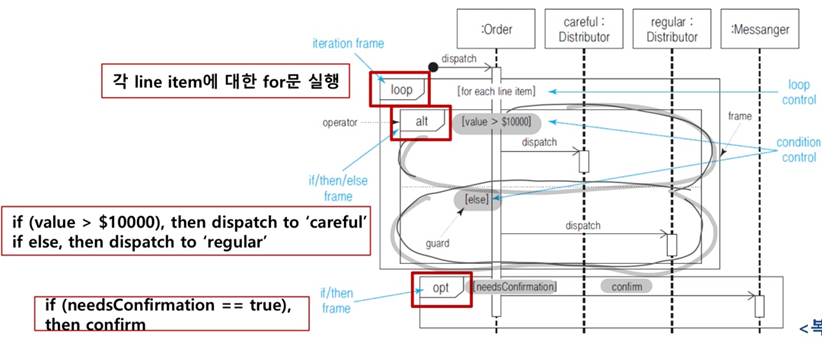 :Order
careful :
Distributor
regular :
Distributor
:Messanger
iteration frame
dispatch
각 line item에 대한 for문 실행
loop
[for each line item]
loop
control
operator
alt
[value > $10000]
frame
dispatch
condition
control
if/then/else
frame
[else]
if (value > $10000), then dispatch to ‘careful’
if else, then dispatch to ‘regular’
guard
dispatch
if/then
frame
opt
[needsConfirmation]
confirm
if (needsConfirmation == true),
then confirm